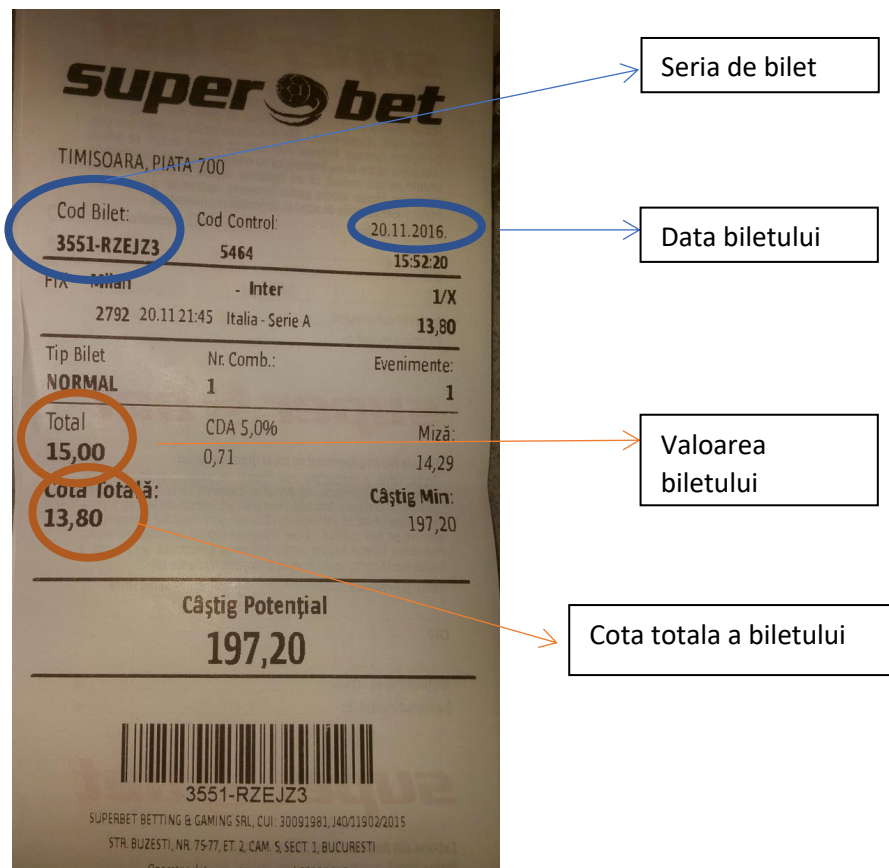 super bet
TIMISOARA, PIATA 700
Cod Bilet: Cod Control: 20.11.2016.
3551-RZEJZ3 5464 15:52:20
FIX Milan - Inter 1/X
2792 20.11 21:45 Italia - Serie A 13,80
Tip Bilet Nr. Comb.: Evenimente:
NORMAL 1 1
Total CDA 5,0% Miză:
15,00 0,71 14,29
Cota Totală: Câștig Min:
13,80 197,20
Câștig Potențial
197,20
3551-RZEJZ3
SUPERBET BETTING & GAMING SRL, CUI: 30091981, J40/11902/2015
STR. BUZESTI, NR. 75-77, ET. 2, CAM. 5, SECT. 1, BUCURESTI
Seria de bilet
Data biletului
Valoarea
biletului
Cota totala a biletului